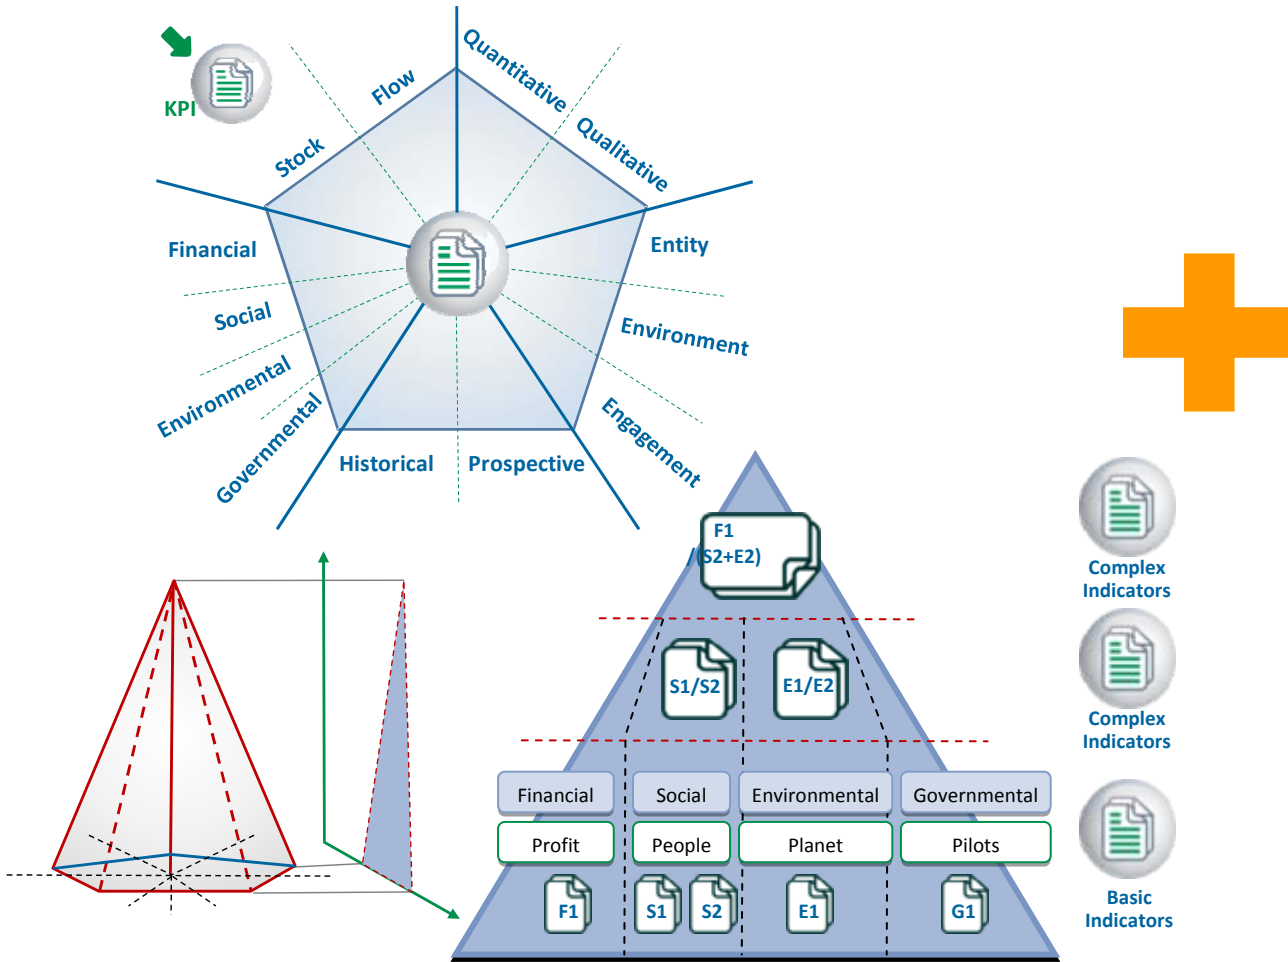 KPI
Flow
Stock
Quantitative
Qualitative
Financial
Social
Environmental
Governmental
Historical
Prospective
Entity
Environment
Engagement
F1
/(S2+E2)
S1/S2
E1/E2
Complex
Indicators
Complex
Indicators
Financial
Social
Environmental
Governmental
Profit
People
Planet
Pilots
F1
S1
S2
E1
G1
Basic
Indicators